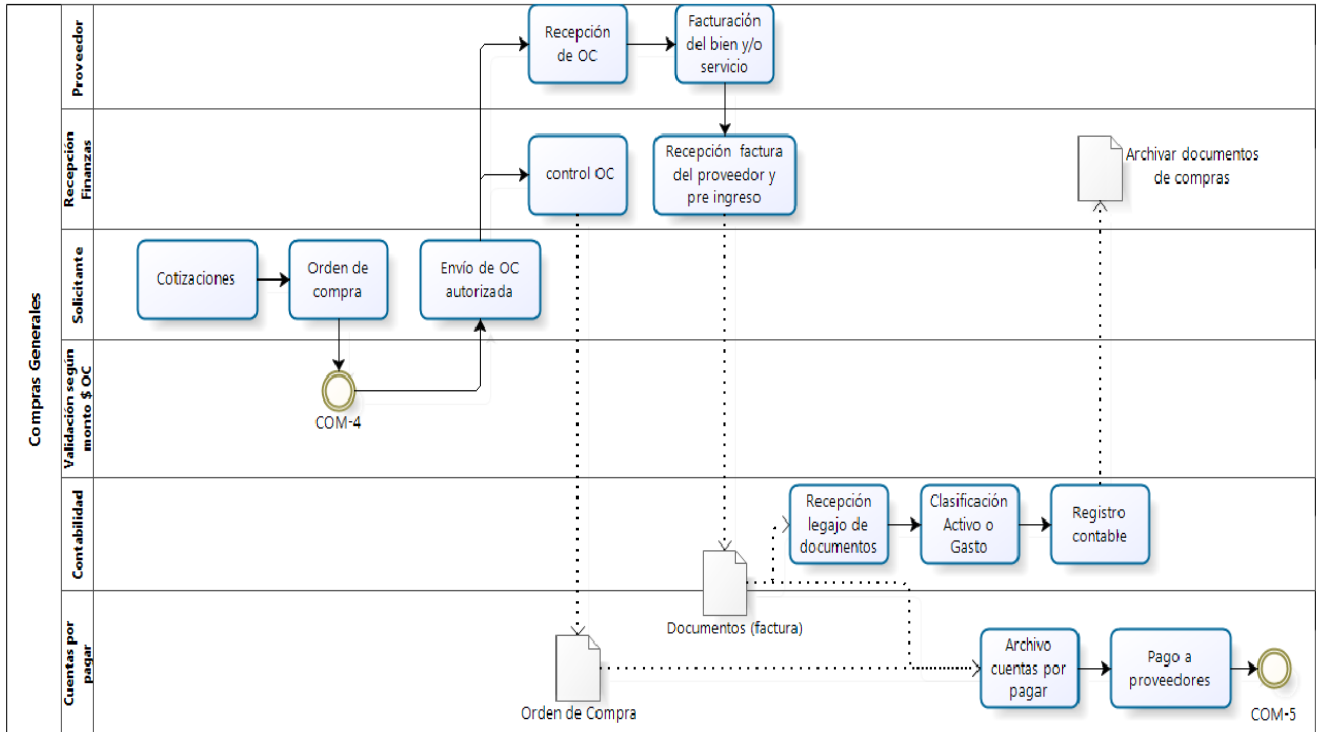 Compras Generales
Proveedor
Recepción
de OC
Facturación
del bien y/o
servicio
Recepción
Finanzas
control OC
Recepción factura
del proveedor y
pre ingreso
Archivar documentos
de compras
Solicitante
Cotizaciones
Orden de
compra
Envío de OC
autorizada
Validación según
monto $ OC
COM-4
Contabilidad
Recepción
legajo de
documentos
Clasificación
Activo o
Gasto
Registro
contable
Documentos (factura)
Cuentas por
pagar
Orden de Compra
Archivo
cuentas por
pagar
Pago a
proveedores
COM-5